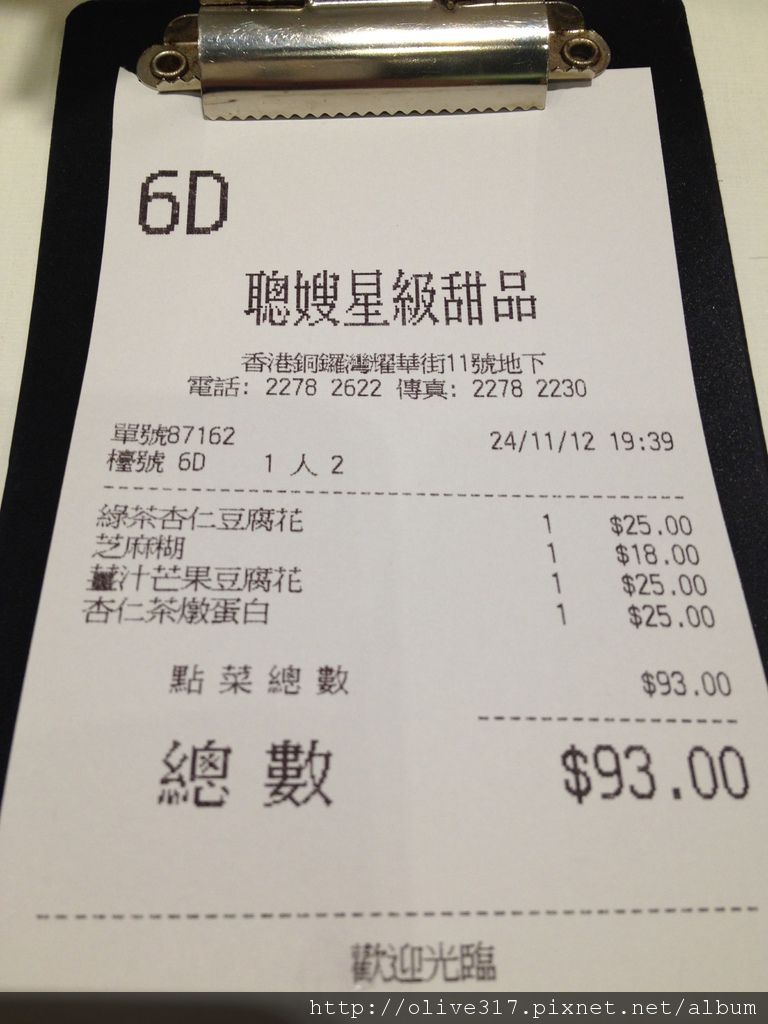 6D
聰嫂星級甜品
香港銅鑼灣耀華街11號地下
電話: 2278 2622 傳真: 2278 2230
單號87162 24/11/12 19:39
檯號 6D 1 人 2
綠茶杏仁豆腐花 1 $25.00
芝麻糊 1 $18.00
薑汁芒果豆腐花 1 $25.00
杏仁茶燉蛋白 1 $25.00
點菜總數 $93.00
總數 $93.00
歡迎光臨
http://olive317.pixnet.net/album